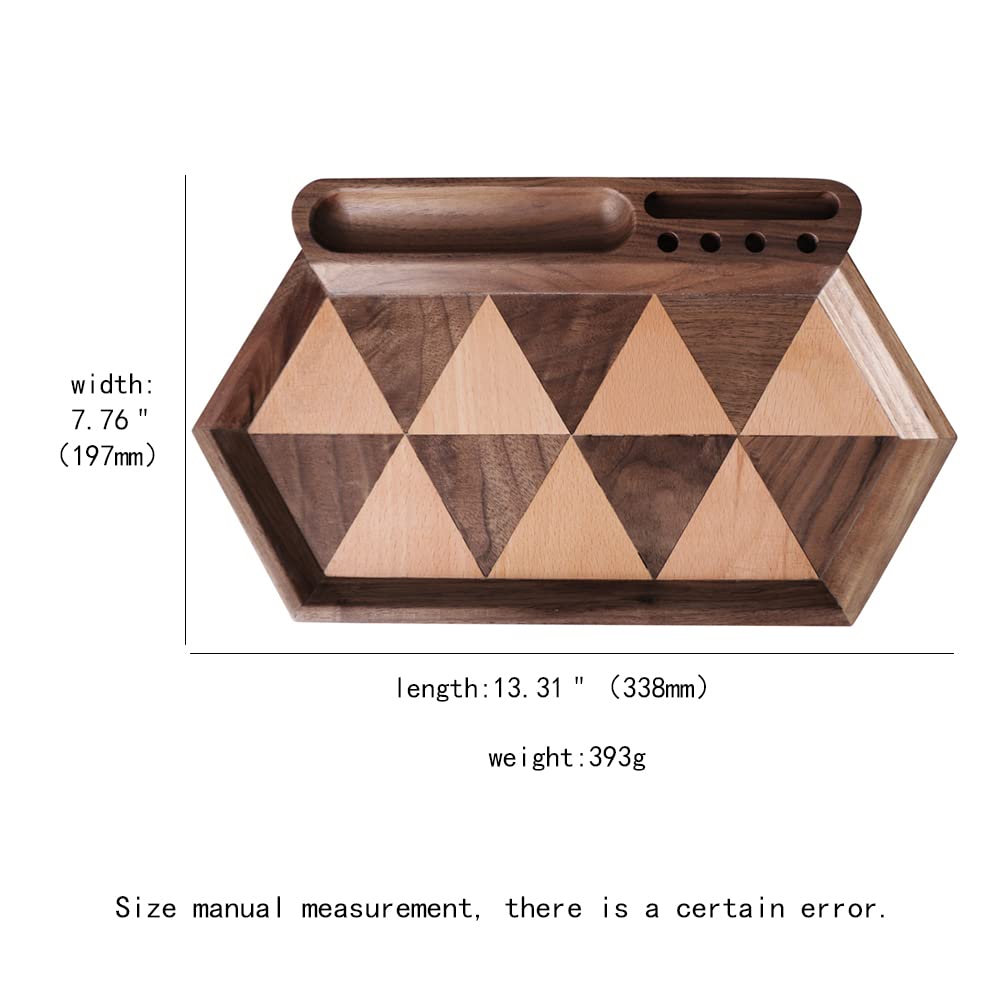 width:
7.76"
(197mm)
length:13.31" (338mm)
weight:393g
Size manual measurement, there is a certain error.